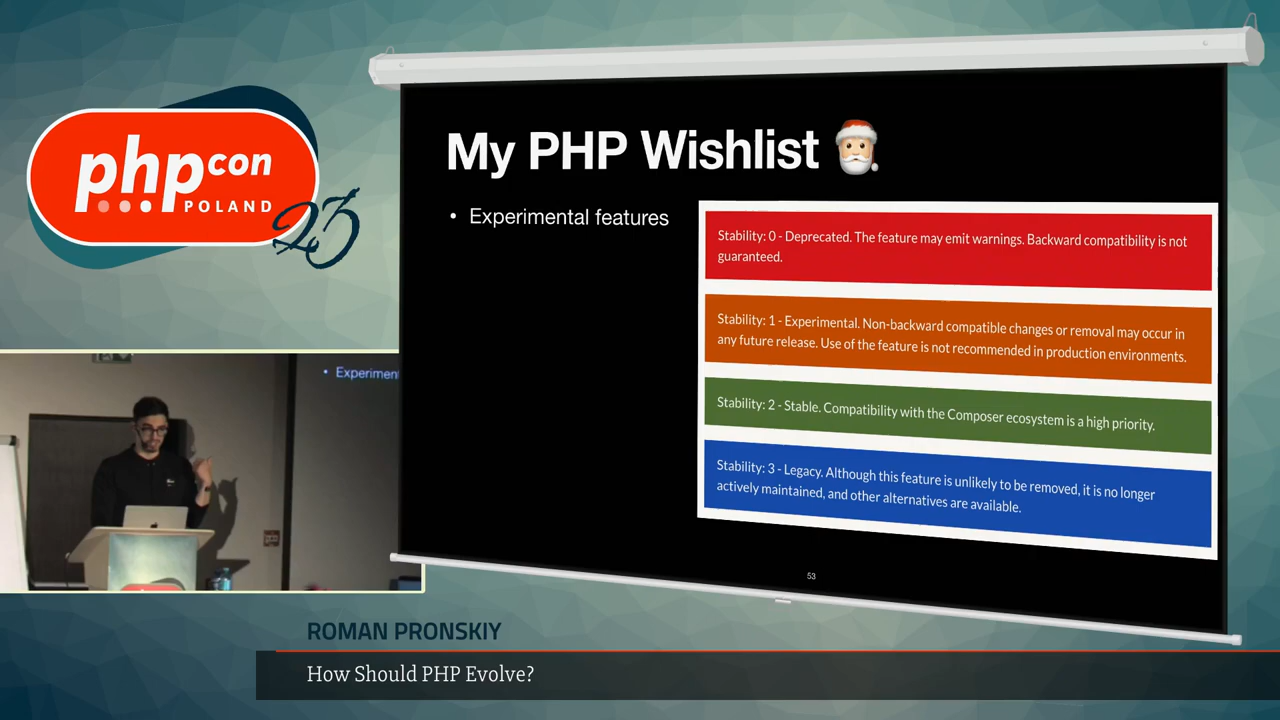 phpcon
POLAND
23
My PHP Wishlist
• Experimental features
Stability: 0 - Deprecated. The feature may emit warnings. Backward compatibility is not
guaranteed.
Stability: 1 - Experimental. Non-backward compatible changes or removal may occur in
any future release. Use of the feature is not recommended in production environments.
Stability: 2 - Stable. Compatibility with the Composer ecosystem is a high priority.
Stability: 3 - Legacy. Although this feature is unlikely to be removed, it is no longer
actively maintained, and other alternatives are available.
53
• Experiment
ROMAN PRONSKIY
How Should PHP Evolve?